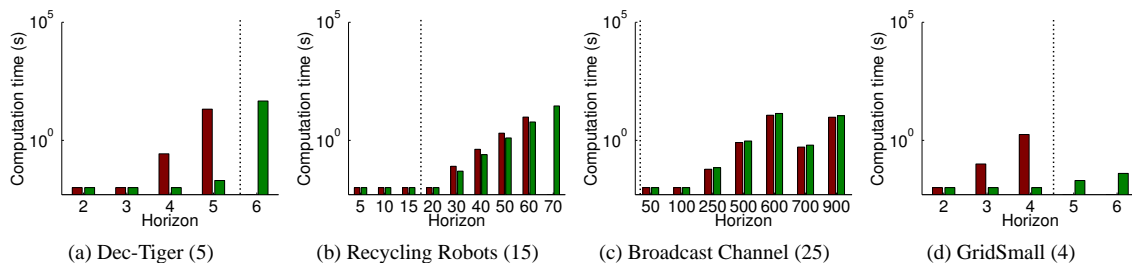 Computation time (s)
10^5
10^0
2 3 4 5 6
Horizon
(a) Dec-Tiger (5)
Computation time (s)
10^5
10^0
5 10 15 20 30 40 50 60 70
Horizon
(b) Recycling Robots (15)
Computation time (s)
10^5
10^0
50 100 250 500 600 700 900
Horizon
(c) Broadcast Channel (25)
Computation time (s)
10^5
10^0
2 3 4 5 6
Horizon
(d) GridSmall (4)